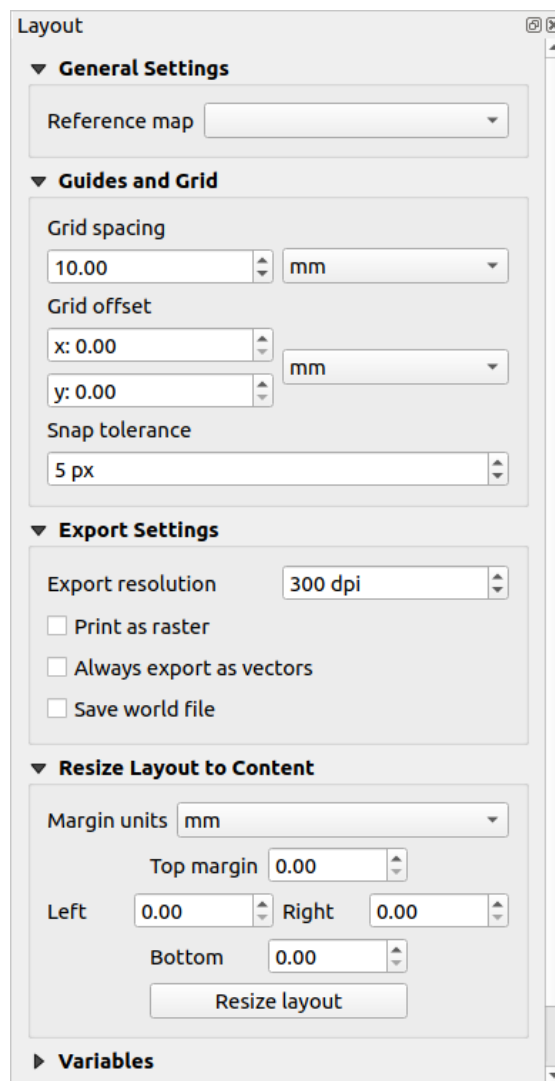 Layout
General Settings
Reference map
Guides and Grid
Grid spacing
10.00 mm
Grid offset
x: 0.00
mm
y: 0.00
Snap tolerance
5 px
Export Settings
Export resolution 300 dpi
Print as raster
Always export as vectors
Save world file
Resize Layout to Content
Margin units mm
Top margin 0.00
Left 0.00 Right 0.00
Bottom 0.00
Resize layout
Variables